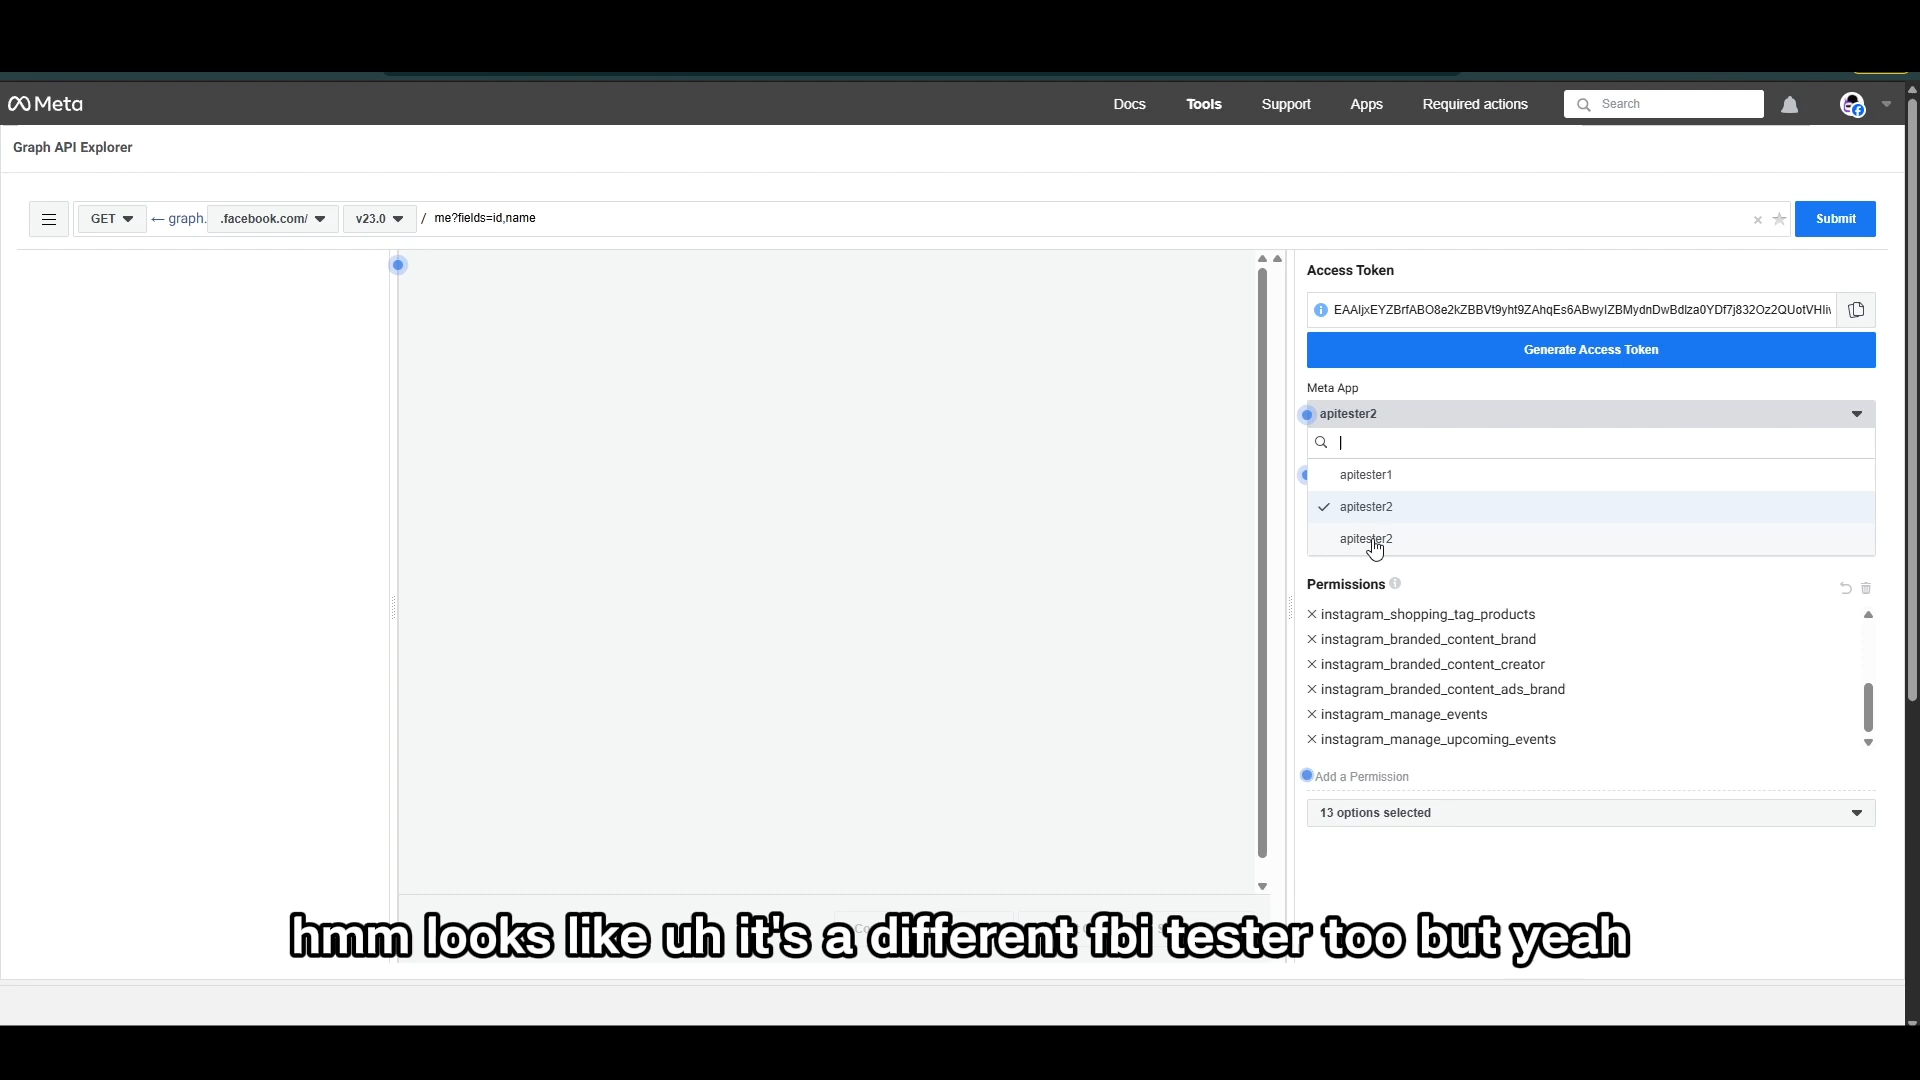 Meta
Docs
Tools
Support
Apps
Required actions
Search
Graph API Explorer
GET
← graph.
.facebook.com/
v23.0
/ me?fields=id,name
Submit
Access Token
EAAIjxEYZBrfABO8e2kZBBVt9yht9ZAhqEs6ABwyIZBMydnDwBdIza0YDf7j832Oz2QUotVHIi
Generate Access Token
Meta App
apitester2
apitester1
apitester2
apitester2
Permissions
instagram_shopping_tag_products
instagram_branded_content_brand
instagram_branded_content_creator
instagram_branded_content_ads_brand
instagram_manage_events
instagram_manage_upcoming_events
Add a Permission
13 options selected
hmm looks like uh it's a different fbi tester too but yeah